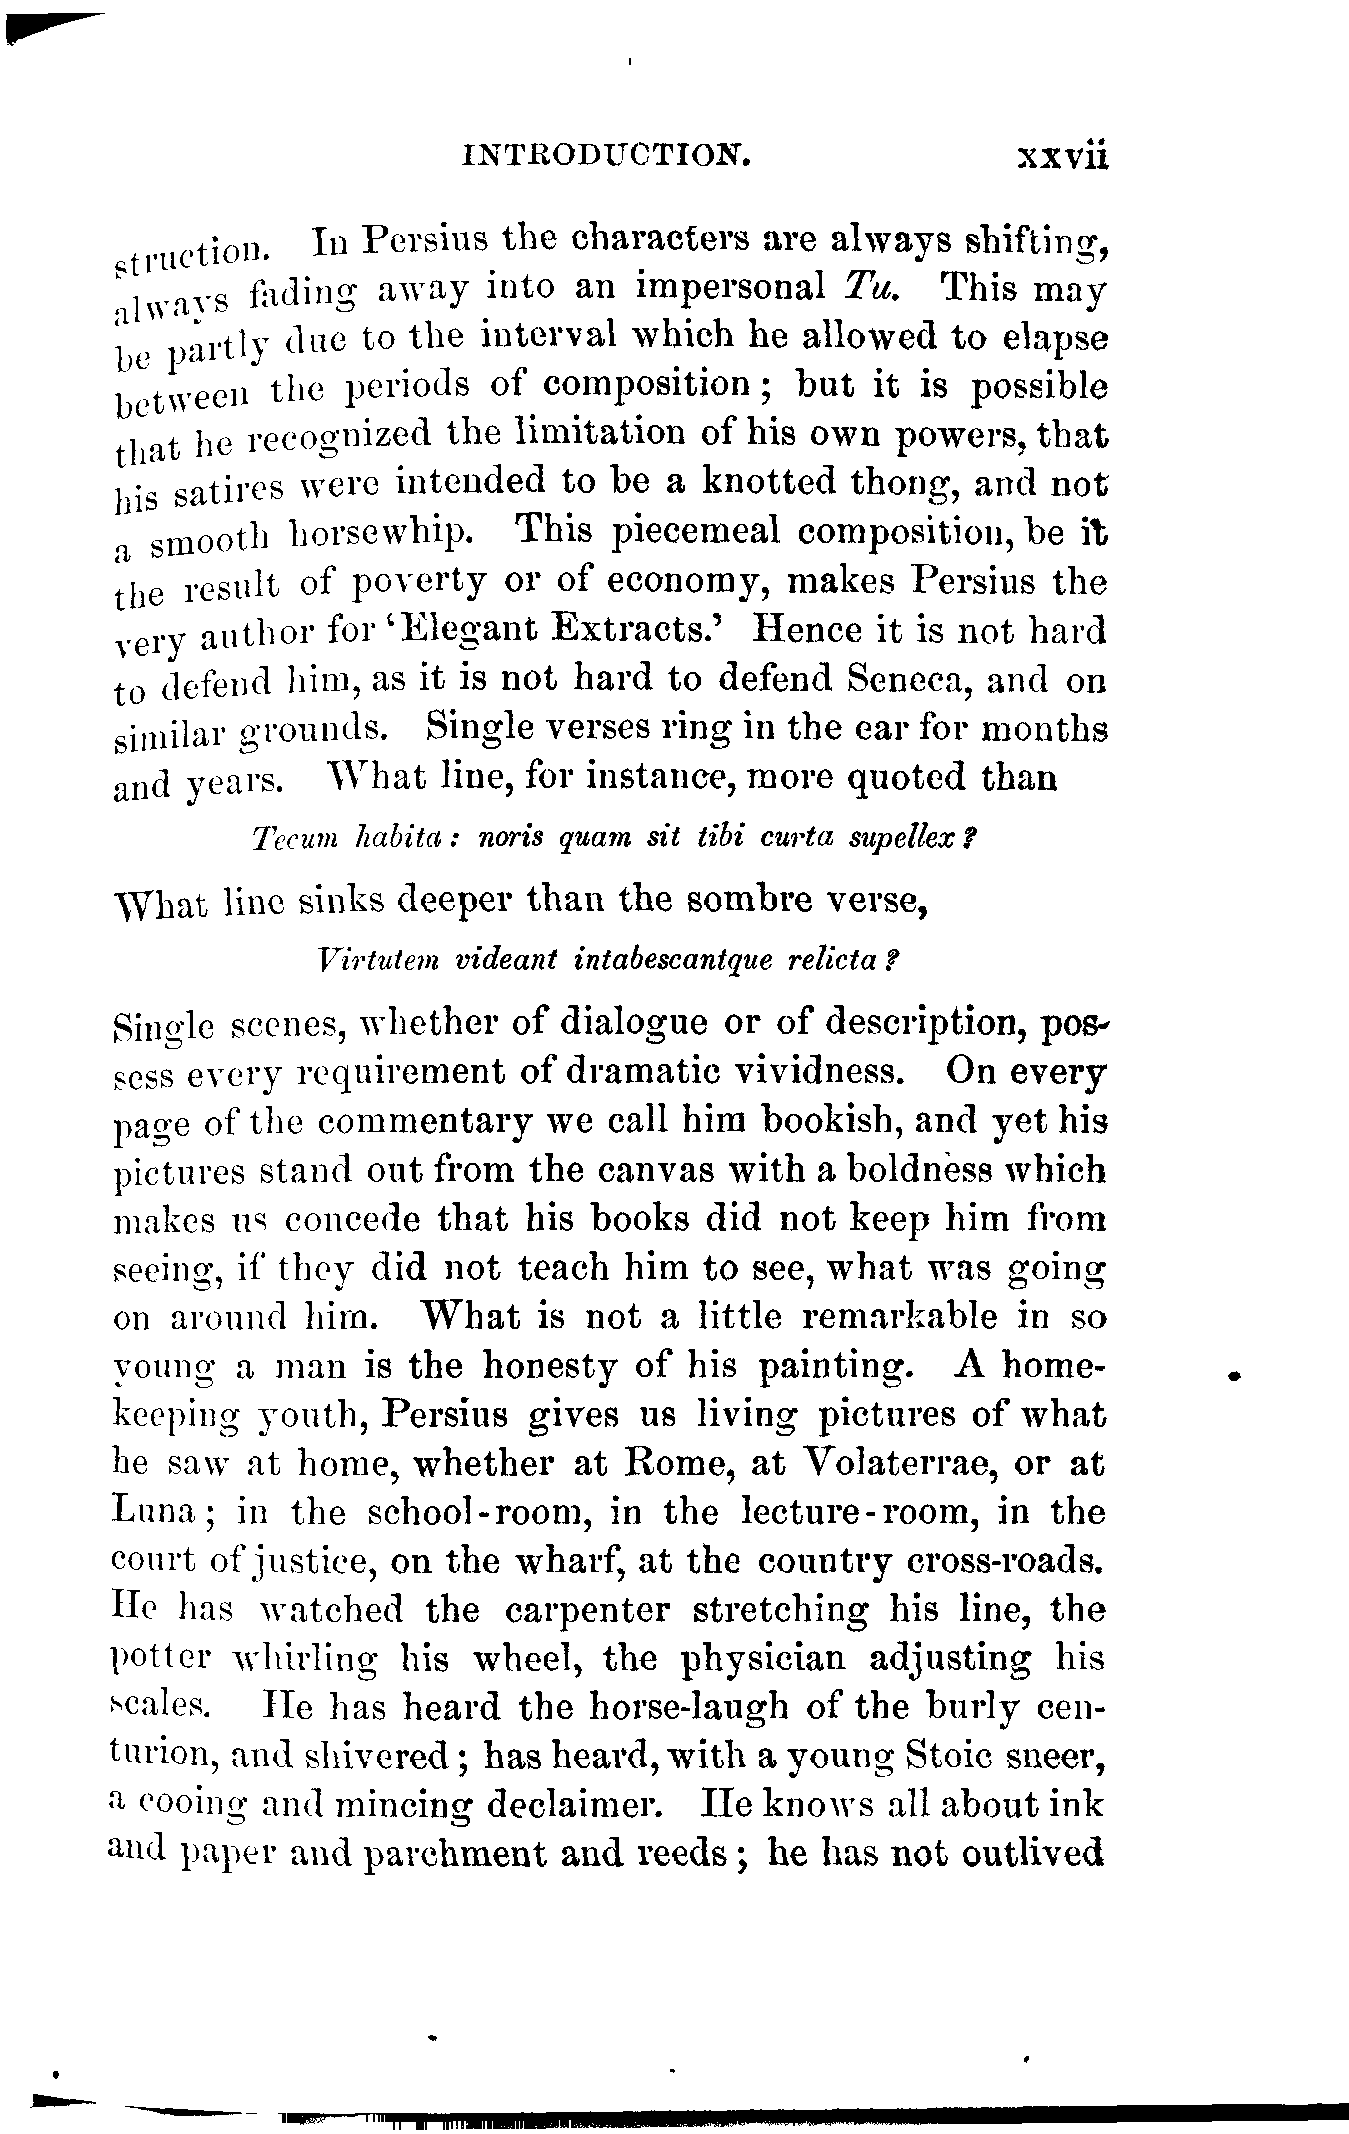 INTRODUCTION. xxvii
struction. In Persius the characters are always shifting,
always fading away into an impersonal Tu. This may
be partly due to the interval which he allowed to elapse
between the periods of composition; but it is possible
that he recognized the limitation of his own powers, that
his satires were intended to be a knotted thong, and not
a smooth horsewhip. This piecemeal composition, be it
the result of poverty or of economy, makes Persius the
very author for 'Elegant Extracts.' Hence it is not hard
to defend him, as it is not hard to defend Seneca, and on
similar grounds. Single verses ring in the ear for months
and years. What line, for instance, more quoted than
Tecum habita: noris quam sit tibi curta supellex?
What line sinks deeper than the sombre verse,
Virtutem videant intabescantque relicta?
Single scenes, whether of dialogue or of description, pos-
sess every requirement of dramatic vividness. On every
page of the commentary we call him bookish, and yet his
pictures stand out from the canvas with a boldness which
makes us concede that his books did not keep him from
seeing, if they did not teach him to see, what was going
on around him. What is not a little remarkable in so
young a man is the honesty of his painting. A home-
keeping youth, Persius gives us living pictures of what
he saw at home, whether at Rome, at Volaterrae, or at
Luna; in the school-room, in the lecture-room, in the
court of justice, on the wharf, at the country cross-roads.
He has watched the carpenter stretching his line, the
potter whirling his wheel, the physician adjusting his
scales. He has heard the horse-laugh of the burly cen-
turion, and shivered; has heard, with a young Stoic sneer,
a cooing and mincing declaimer. He knows all about ink
and paper and parchment and reeds; he has not outlived